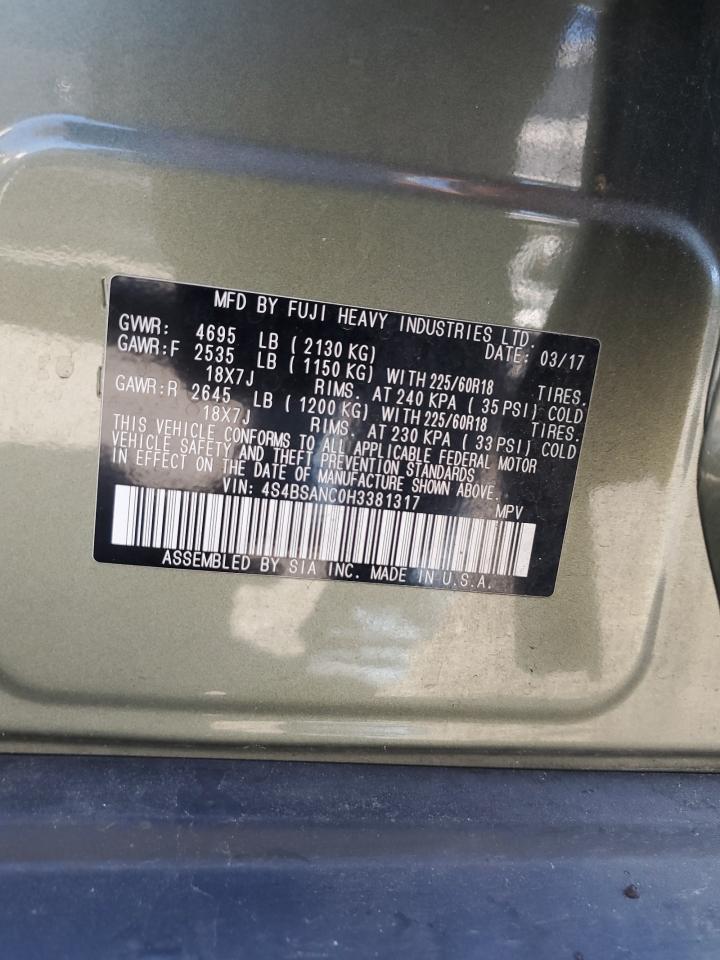 MFD BY FUJI HEAVY INDUSTRIES LTD.
GVWR: 4695 LB ( 2130 KG) DATE: 03/17
GAWR:F 2535 LB ( 1150 KG) WITH 225/60R18 TIRES.
18X7J RIMS. AT 240 KPA ( 35 PSI) COLD
GAWR:R 2645 LB ( 1200 KG) WITH 225/60R18 TIRES.
18X7J RIMS. AT 230 KPA ( 33 PSI) COLD
THIS VEHICLE CONFORMS TO ALL APPLICABLE FEDERAL MOTOR
VEHICLE SAFETY AND THEFT PREVENTION STANDARDS
IN EFFECT ON THE DATE OF MANUFACTURE SHOWN ABOVE.
VIN: 4S4BSANC0H3381317 MPV
ASSEMBLED BY SIA INC. MADE IN U.S.A.